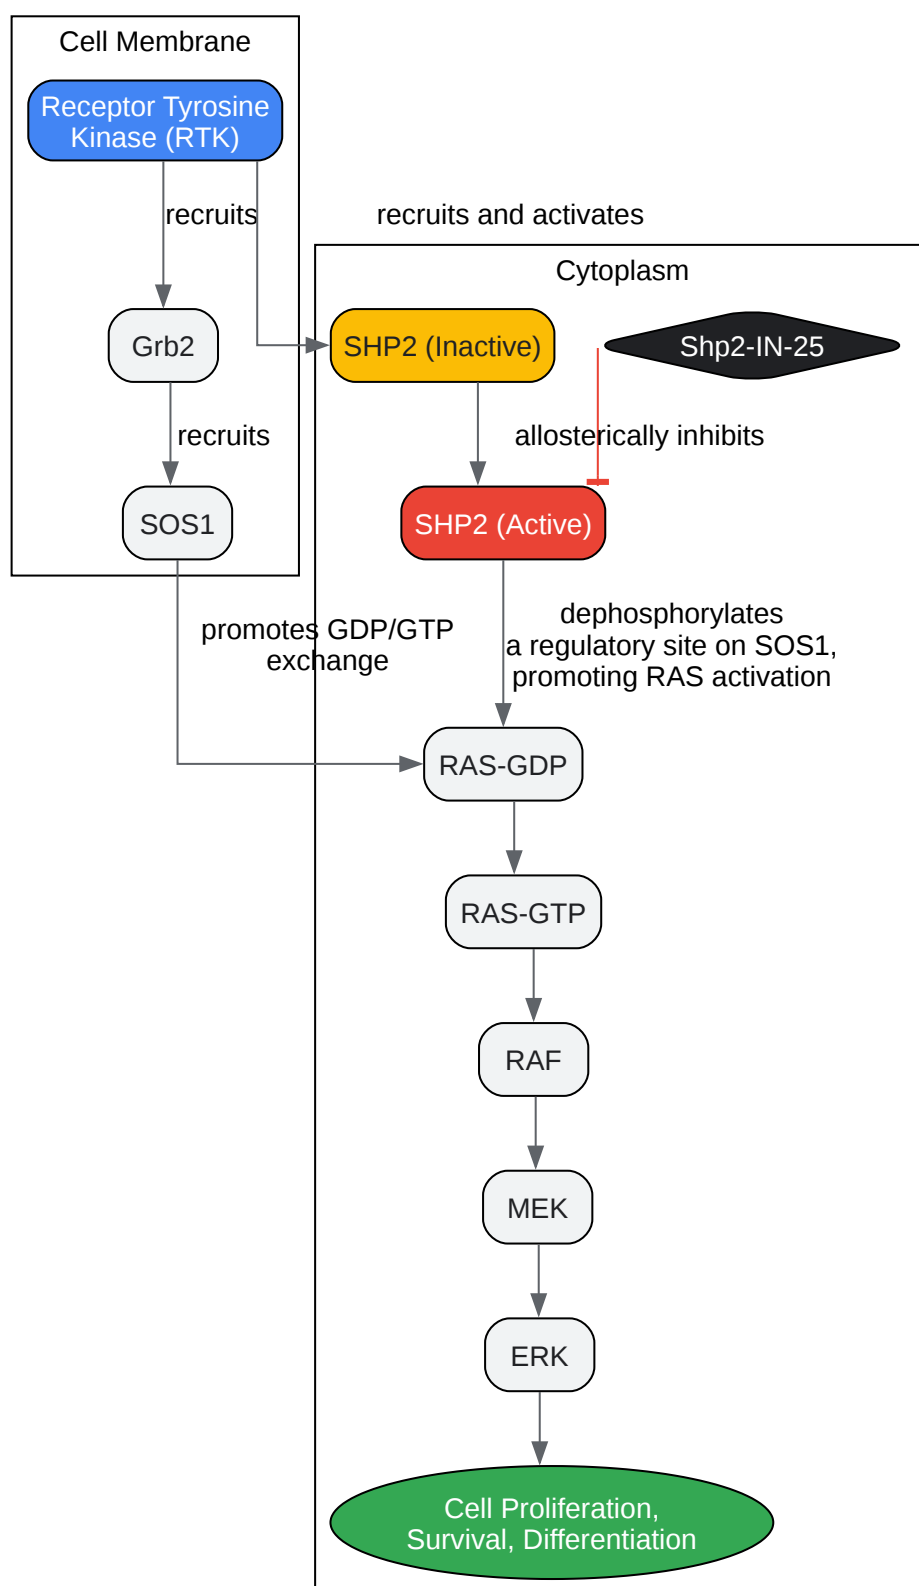 Cell Membrane
Receptor Tyrosine
Kinase (RTK)
recruits
recruits and activates
Cytoplasm
Grb2
SHP2 (Inactive)
Shp2-IN-25
recruits
allosterically inhibits
SOS1
SHP2 (Active)
promotes GDP/GTP
exchange
dephosphorylates
a regulatory site on SOS1,
promoting RAS activation
RAS-GDP
RAS-GTP
RAF
MEK
ERK
Cell Proliferation,
Survival, Differentiation